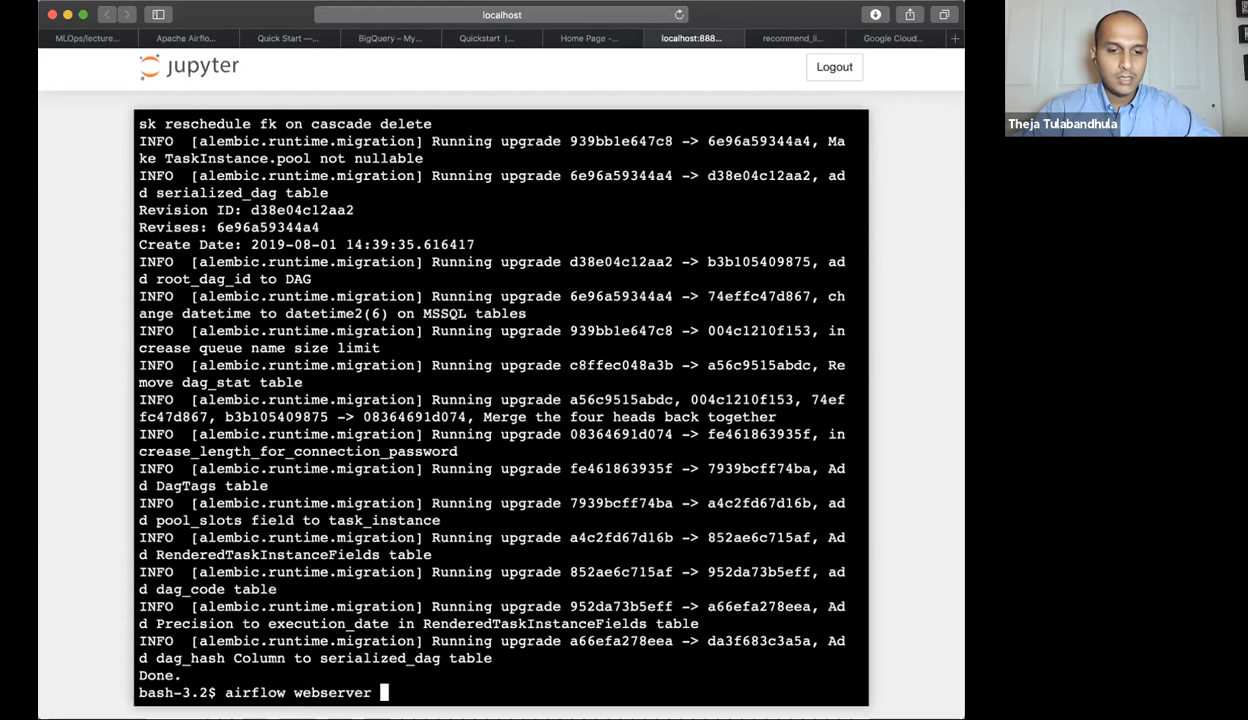 localhost
MLOps/lecture...
Apache Airflo...
Quick Start —...
BigQuery – My...
Quickstart |...
Home Page -...
localhost:888...
recommend_li...
Google Cloud...
jupyter
Logout
Theja Tulabandhula
sk reschedule fk on cascade delete
INFO [alembic.runtime.migration] Running upgrade 939bb1e647c8 -> 6e96a59344a4, Ma
ke TaskInstance.pool not nullable
INFO [alembic.runtime.migration] Running upgrade 6e96a59344a4 -> d38e04c12aa2, ad
d serialized_dag table
Revision ID: d38e04c12aa2
Revises: 6e96a59344a4
Create Date: 2019-08-01 14:39:35.616417
INFO [alembic.runtime.migration] Running upgrade d38e04c12aa2 -> b3b105409875, ad
d root_dag_id to DAG
INFO [alembic.runtime.migration] Running upgrade 6e96a59344a4 -> 74effc47d867, ch
ange datetime to datetime2(6) on MSSQL tables
INFO [alembic.runtime.migration] Running upgrade 939bb1e647c8 -> 004c1210f153, in
crease queue name size limit
INFO [alembic.runtime.migration] Running upgrade c8ffec048a3b -> a56c9515abdc, Re
move dag_stat table
INFO [alembic.runtime.migration] Running upgrade a56c9515abdc, 004c1210f153, 74ef
fc47d867, b3b105409875 -> 08364691d074, Merge the four heads back together
INFO [alembic.runtime.migration] Running upgrade 08364691d074 -> fe461863935f, in
crease_length_for_connection_password
INFO [alembic.runtime.migration] Running upgrade fe461863935f -> 7939bcff74ba, Ad
d DagTags table
INFO [alembic.runtime.migration] Running upgrade 7939bcff74ba -> a4c2fd67d16b, ad
d pool_slots field to task_instance
INFO [alembic.runtime.migration] Running upgrade a4c2fd67d16b -> 852ae6c715af, Ad
d RenderedTaskInstanceFields table
INFO [alembic.runtime.migration] Running upgrade 852ae6c715af -> 952da73b5eff, ad
d dag_code table
INFO [alembic.runtime.migration] Running upgrade 952da73b5eff -> a66efa278eea, Ad
d Precision to execution_date in RenderedTaskInstanceFields table
INFO [alembic.runtime.migration] Running upgrade a66efa278eea -> da3f683c3a5a, Ad
d dag_hash Column to serialized_dag table
Done.
bash-3.2$ airflow webserver